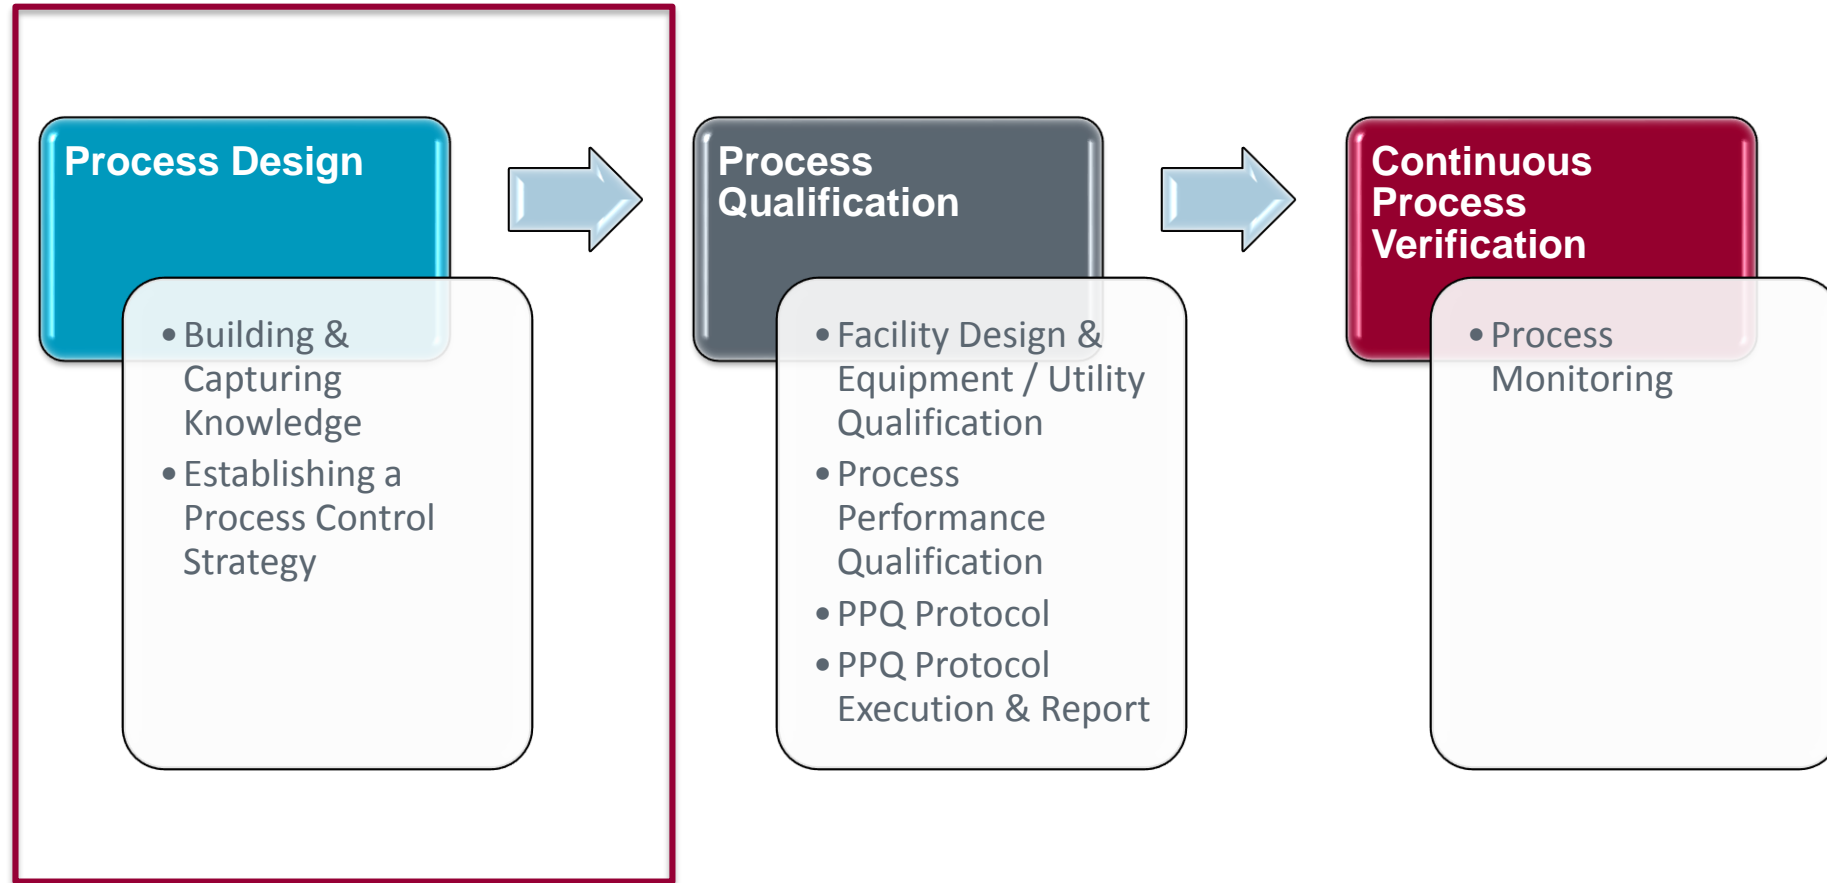 Process Design
• Building &
Capturing
Knowledge
• Establishing a
Process Control
Strategy
Process
Qualification
• Facility Design &
Equipment / Utility
Qualification
• Process
Performance
Qualification
• PPQ Protocol
• PPQ Protocol
Execution & Report
Continuous
Process
Verification
• Process
Monitoring